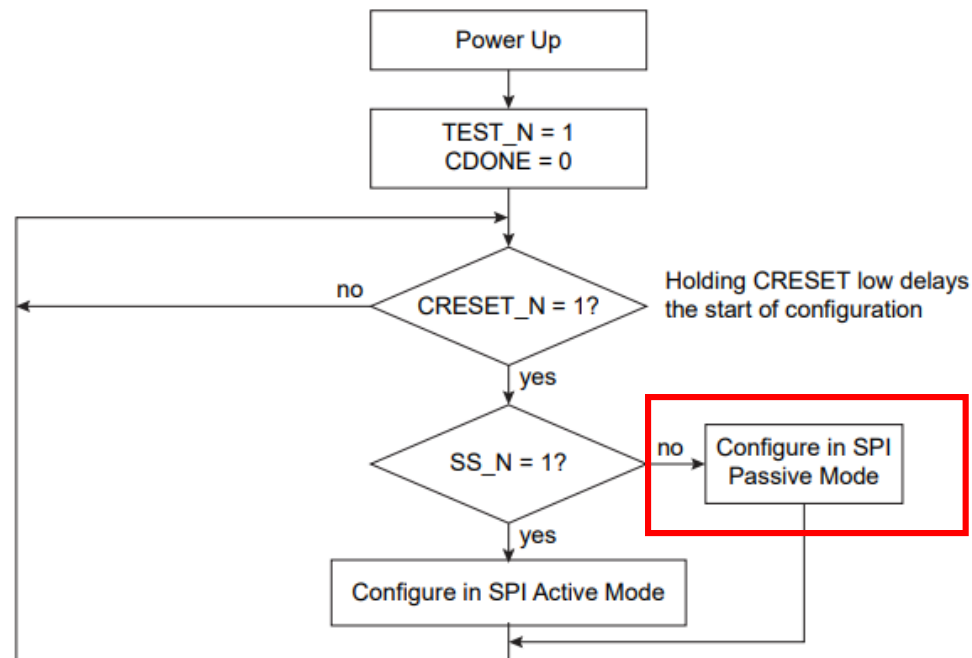 Power Up
TEST_N = 1
CDONE = 0
no
CRESET_N = 1?
Holding CRESET low delays
the start of configuration
yes
SS_N = 1?
no
Configure in SPI
Passive Mode
yes
Configure in SPI Active Mode